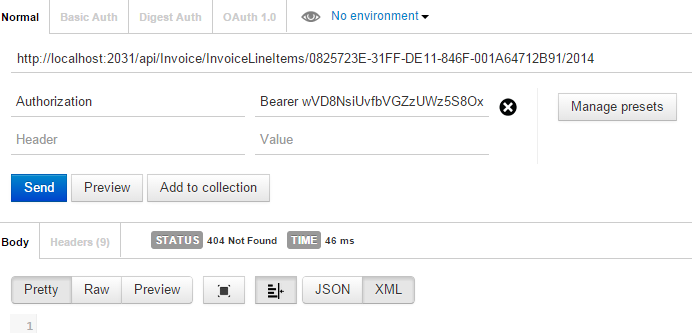 Normal Basic Auth Digest Auth OAuth 1.0 No environment
http://localhost:2031/api/Invoice/InvoiceLineItems/0825723E-31FF-DE11-846F-001A64712B91/2014
Authorization Bearer wVD8NsiUvfbVGZzUWz5S8Ox Manage presets
Header Value
Send Preview Add to collection
Body Headers (9) STATUS 404 Not Found TIME 46 ms
Pretty Raw Preview JSON XML
1